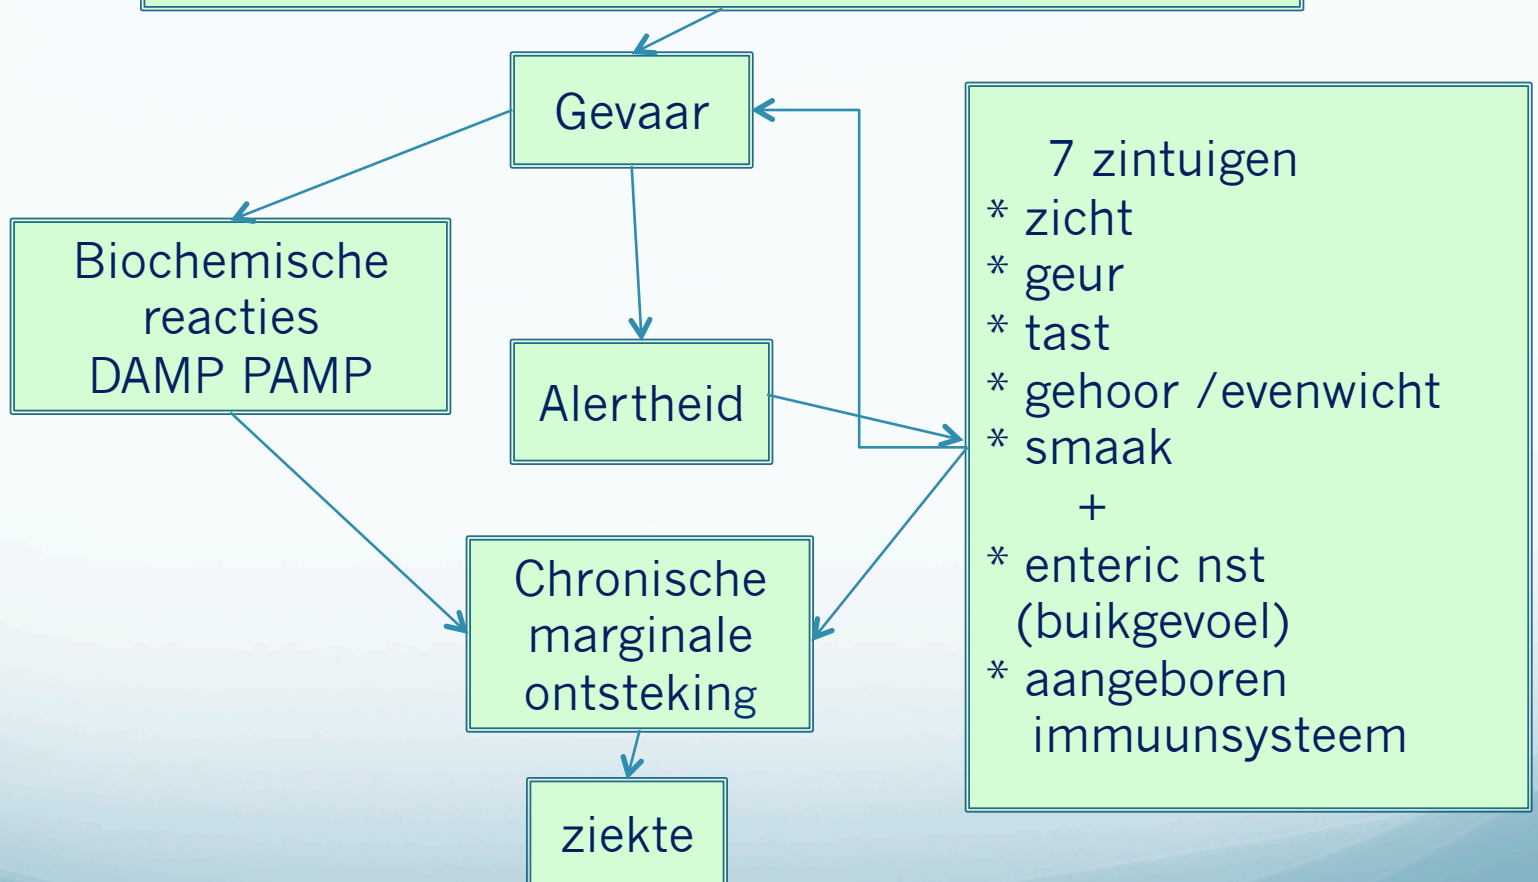 Gevaar
Biochemische
reacties
DAMP PAMP
Alertheid
7 zintuigen
* zicht
* geur
* tast
* gehoor /evenwicht
* smaak
+
* enteric nst
(buikgevoel)
* aangeboren
immuunsysteem
Chronische
marginale
ontsteking
ziekte